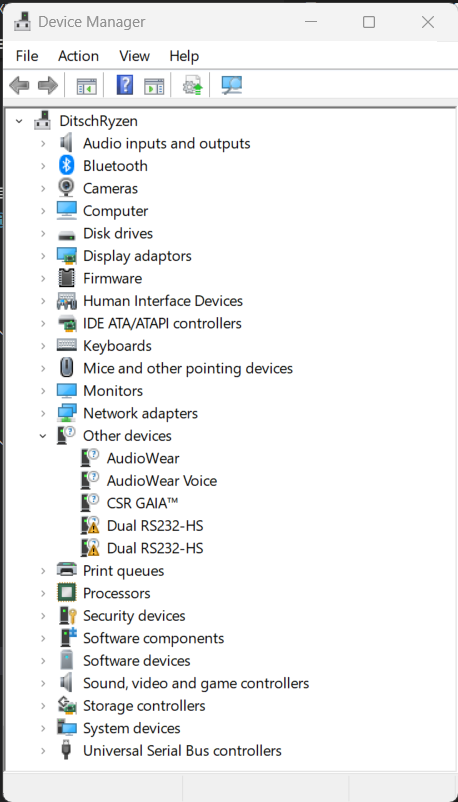 Device Manager
File Action View Help
DitschRyzen
Audio inputs and outputs
Bluetooth
Cameras
Computer
Disk drives
Display adaptors
Firmware
Human Interface Devices
IDE ATA/ATAPI controllers
Keyboards
Mice and other pointing devices
Monitors
Network adapters
Other devices
AudioWear
AudioWear Voice
CSR GAIA™
Dual RS232-HS
Dual RS232-HS
Print queues
Processors
Security devices
Software components
Software devices
Sound, video and game controllers
Storage controllers
System devices
Universal Serial Bus controllers